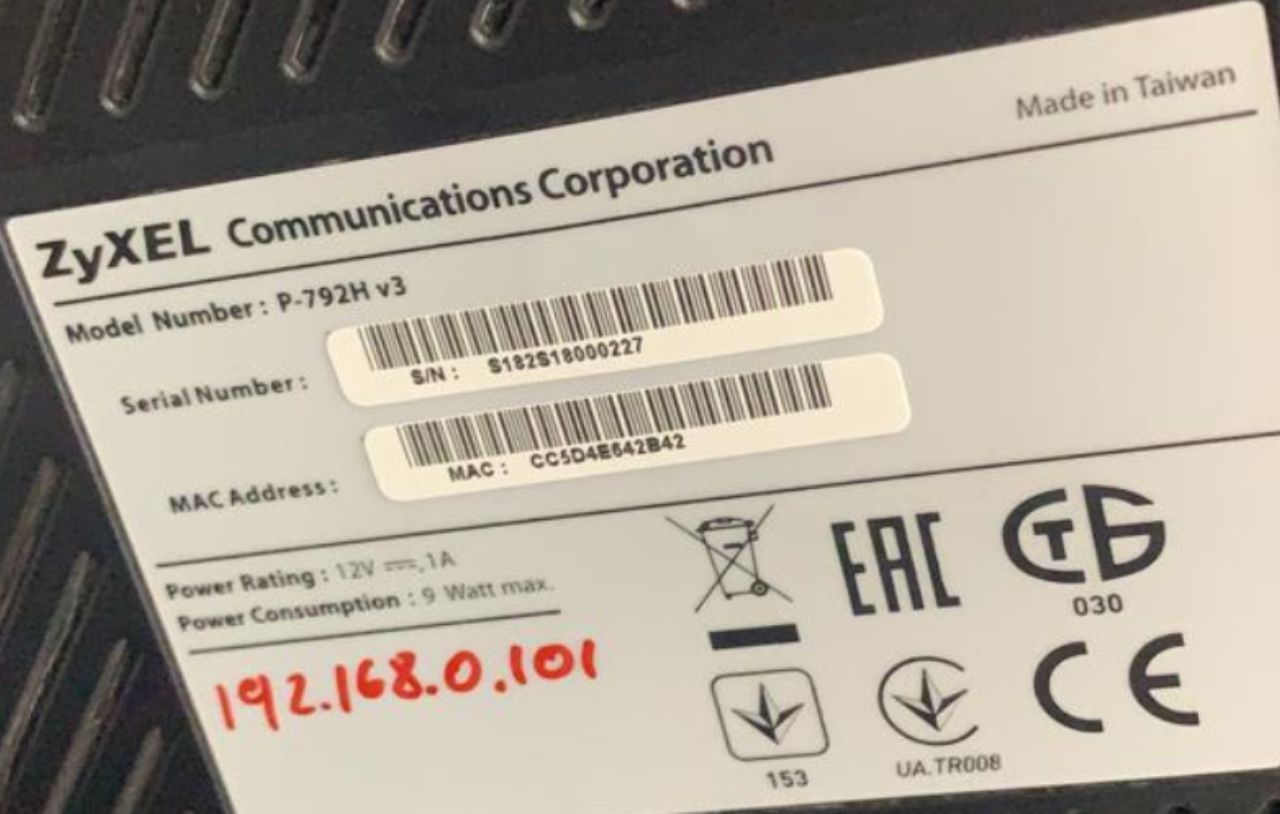 Made in Taiwan
ZyXEL Communications Corporation
Model Number : P-792H v3
Serial Number :
S/N : S182S18000227
MAC Address :
MAC : CC5D4E642B42
Power Rating : 12V ⎓, 1A
Power Consumption : 9 Watt max.
192.168.0.101
EAC
СТБ
030
153
UA.TR008
CE